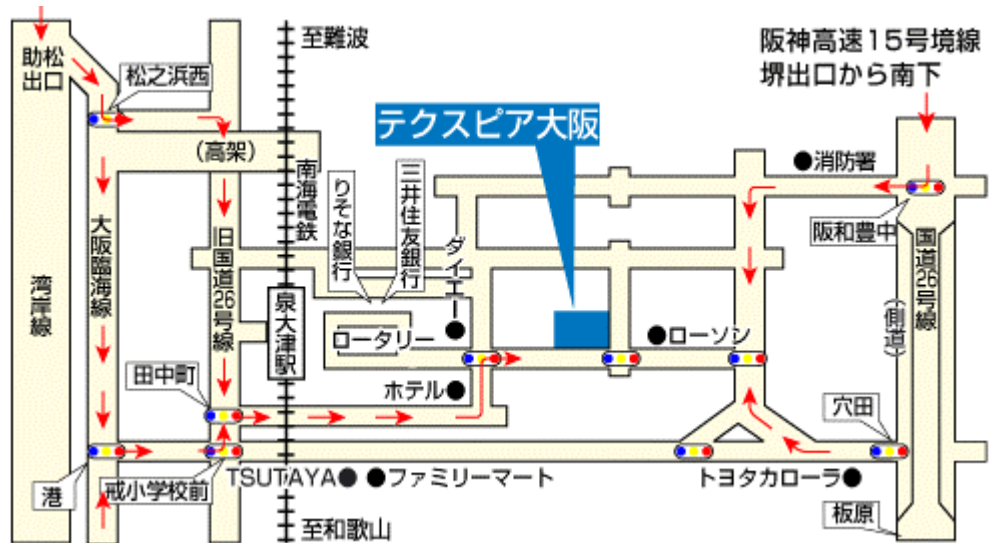 助松
出口
松之浜西
至難波
阪神高速15号境線
堺出口から南下
テクスピア大阪
(高架)
●消防署
阪和豊中
南海電鉄
りそな銀行
三井住友銀行
ダイエー●
大阪臨海線
旧国道26号線
湾岸線
国道26号線
(側道)
泉大津駅
ロータリー
●ローソン
田中町
ホテル●
穴田
港
戒小学校前
TSUTAYA●
●ファミリーマート
トヨタカローラ●
板原
至和歌山